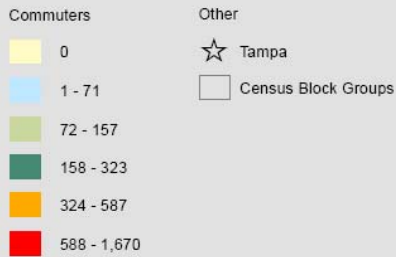 Commuters
0
1 - 71
72 - 157
158 - 323
324 - 587
588 - 1,670
Other
Tampa
Census Block Groups